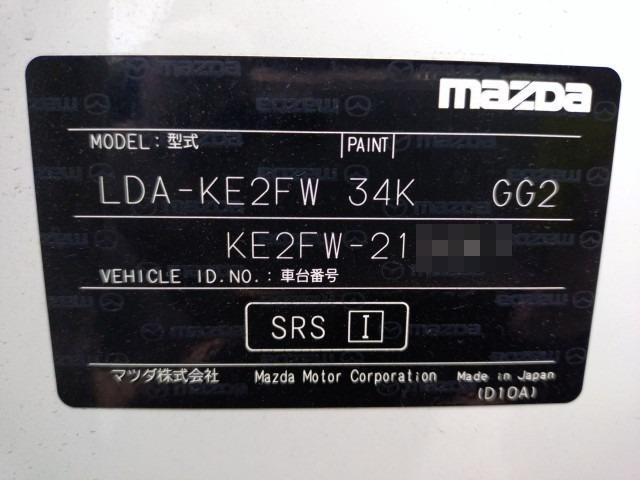 mazda
MODEL: 型式 PAINT
LDA-KE2FW 34K GG2
KE2FW-21
VEHICLE ID.NO.: 車台番号
SRS I
マツダ株式会社 Mazda Motor Corporation Made in Japan
(D10A)